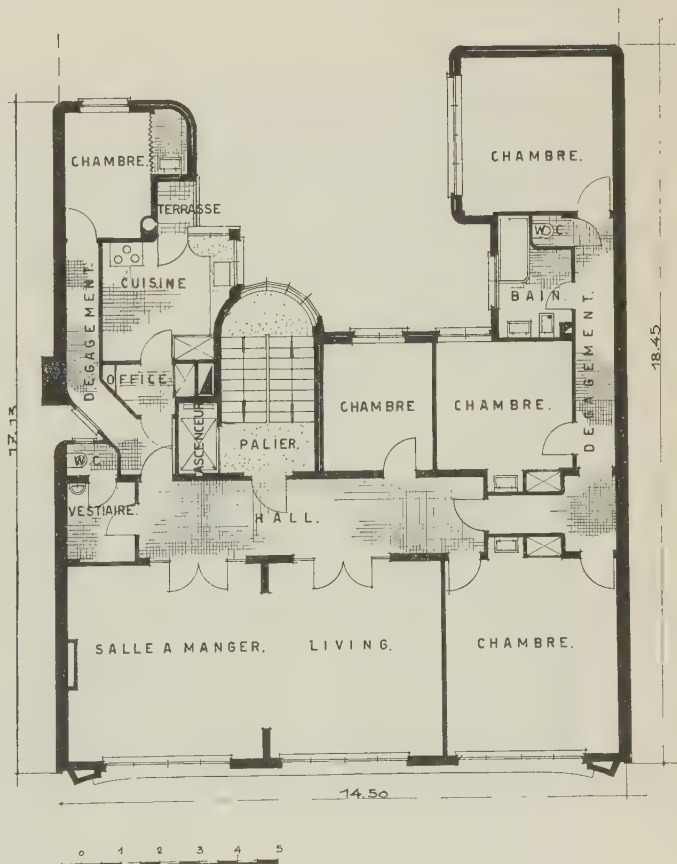 CHAMBRE.
TERRASSE
CUISINE
DEGAGEMENT.
OFFICE
ASCENCEUR
PALIER.
W.C.
VESTIAIRE.
HALL.
CHAMBRE.
W.C.
BAIN.
DEGAGEMENT.
CHAMBRE
CHAMBRE.
SALLE A MANGER.
LIVING.
CHAMBRE.
17.13
18.45
14.50
0 1 2 3 4 5